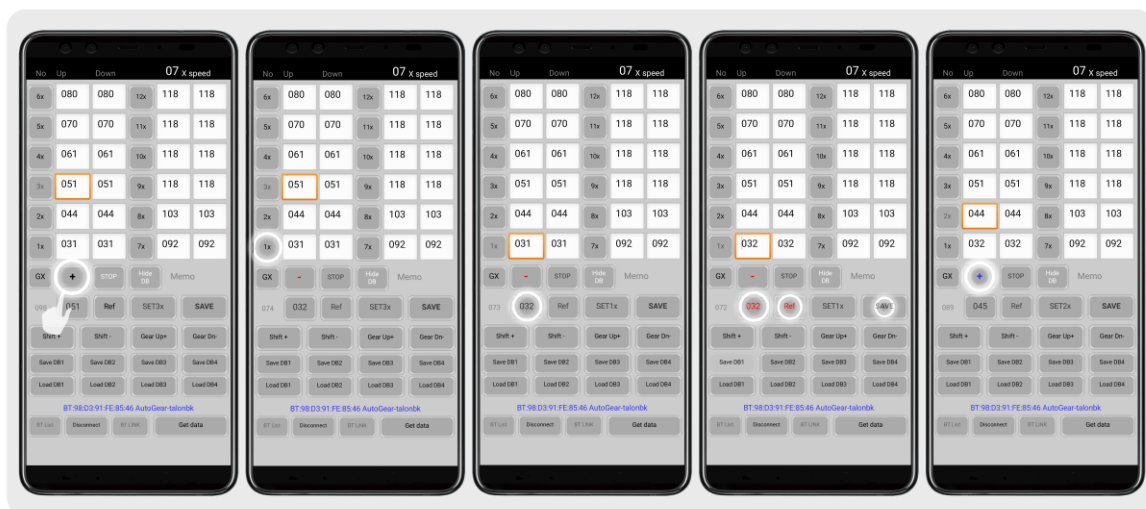 No Up Down 07 X speed
6x 080 080 12x 118 118
5x 070 070 11x 118 118
4x 061 061 10x 118 118
3x 051 051 9x 118 118
2x 044 044 8x 103 103
1x 031 031 7x 092 092
GX + STOP Hide DB Memo
098 051 Ref SET3x SAVE
Shift + Shift - Gear Up+ Gear Dn-
Save DB1 Save DB2 Save DB3 Save DB4
Load DB1 Load DB2 Load DB3 Load DB4
BT:98:D3:91:FE:85:46 AutoGear-talonbk
BT List Disconnect BT LINK Get data
No Up Down 07 X speed
6x 080 080 12x 118 118
5x 070 070 11x 118 118
4x 061 061 10x 118 118
3x 051 051 9x 118 118
2x 044 044 8x 103 103
1x 031 031 7x 092 092
GX - STOP Hide DB Memo
074 032 Ref SET3x SAVE
Shift + Shift - Gear Up+ Gear Dn-
Save DB1 Save DB2 Save DB3 Save DB4
Load DB1 Load DB2 Load DB3 Load DB4
BT:98:D3:91:FE:85:46 AutoGear-talonbk
BT List Disconnect BT LINK Get data
No Up Down 07 X speed
6x 080 080 12x 118 118
5x 070 070 11x 118 118
4x 061 061 10x 118 118
3x 051 051 9x 118 118
2x 044 044 8x 103 103
1x 031 031 7x 092 092
GX - STOP Hide DB Memo
073 032 Ref SET1x SAVE
Shift + Shift - Gear Up+ Gear Dn-
Save DB1 Save DB2 Save DB3 Save DB4
Load DB1 Load DB2 Load DB3 Load DB4
BT:98:D3:91:FE:85:46 AutoGear-talonbk
BT List Disconnect BT LINK Get data
No Up Down 07 X speed
6x 080 080 12x 118 118
5x 070 070 11x 118 118
4x 061 061 10x 118 118
3x 051 051 9x 118 118
2x 044 044 8x 103 103
1x 032 032 7x 092 092
GX - STOP Hide DB Memo
072 032 Ref SET1x SAVE
Shift + Shift - Gear Up+ Gear Dn-
Save DB1 Save DB2 Save DB3 Save DB4
Load DB1 Load DB2 Load DB3 Load DB4
BT:98:D3:91:FE:85:46 AutoGear-talonbk
BT List Disconnect BT LINK Get data
No Up Down 07 X speed
6x 080 080 12x 118 118
5x 070 070 11x 118 118
4x 061 061 10x 118 118
3x 051 051 9x 118 118
2x 044 044 8x 103 103
1x 032 032 7x 092 092
GX + STOP Hide DB Memo
089 045 Ref SET2x SAVE
Shift + Shift - Gear Up+ Gear Dn-
Save DB1 Save DB2 Save DB3 Save DB4
Load DB1 Load DB2 Load DB3 Load DB4
BT:98:D3:91:FE:85:46 AutoGear-talonbk
BT List Disconnect BT LINK Get data